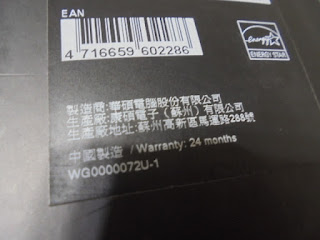 EAN
4 716659 602286
energy
ENERGY STAR
製造商:華碩電腦股份有限公司
生產廠:康碩電子(蘇州)有限公司
生產廠地址:蘇州高新區馬運路288號
中國製造 / Warranty: 24 months
WG0000072U-1